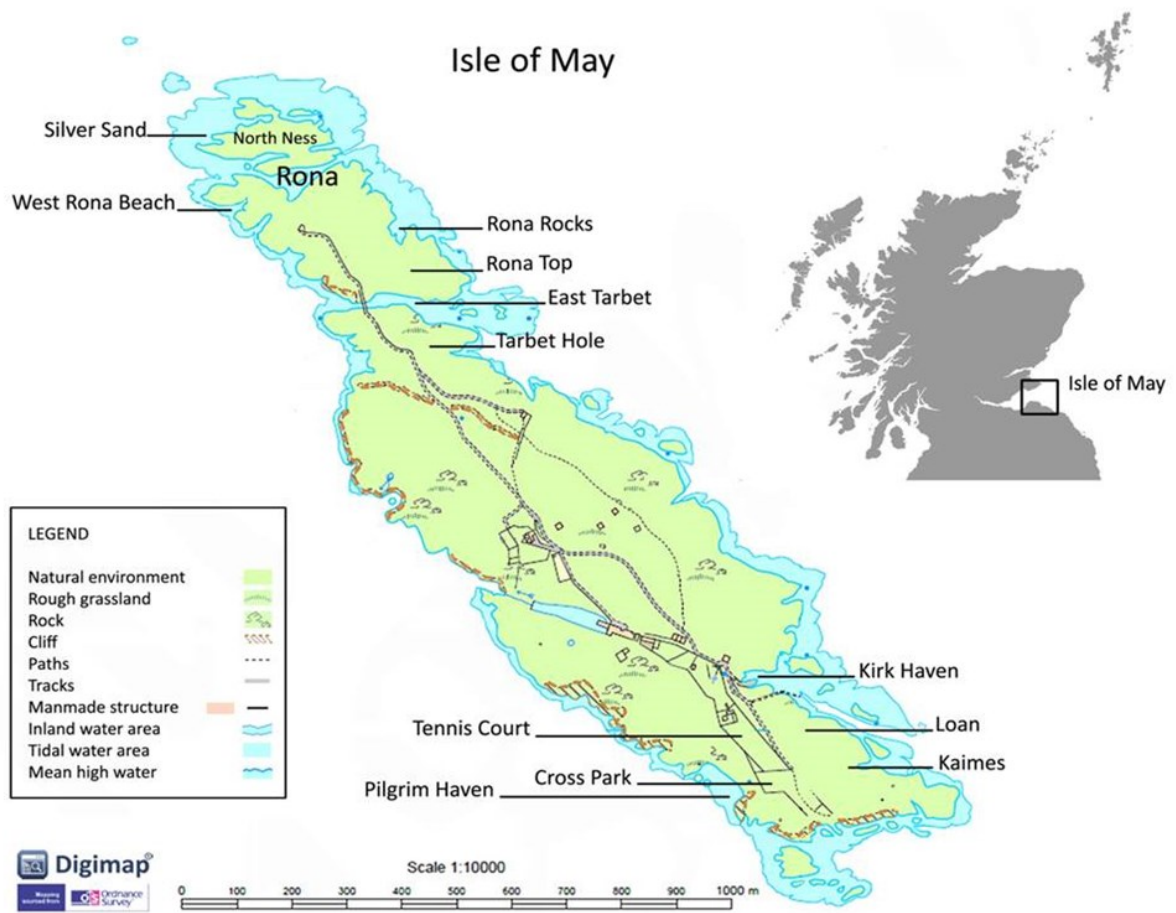 Isle of May
Silver Sand
North Ness
Rona
West Rona Beach
Rona Rocks
Rona Top
East Tarbet
Tarbet Hole
Isle of May
LEGEND
Natural environment
Rough grassland
Rock
Cliff
Paths
Tracks
Manmade structure
Inland water area
Tidal water area
Mean high water
Kirk Haven
Loan
Tennis Court
Kaimes
Cross Park
Pilgrim Haven
Digimap
Mapping
sourced from
Ordnance
Survey
Scale 1:10000
0 100 200 300 400 500 600 700 800 900 1000 m